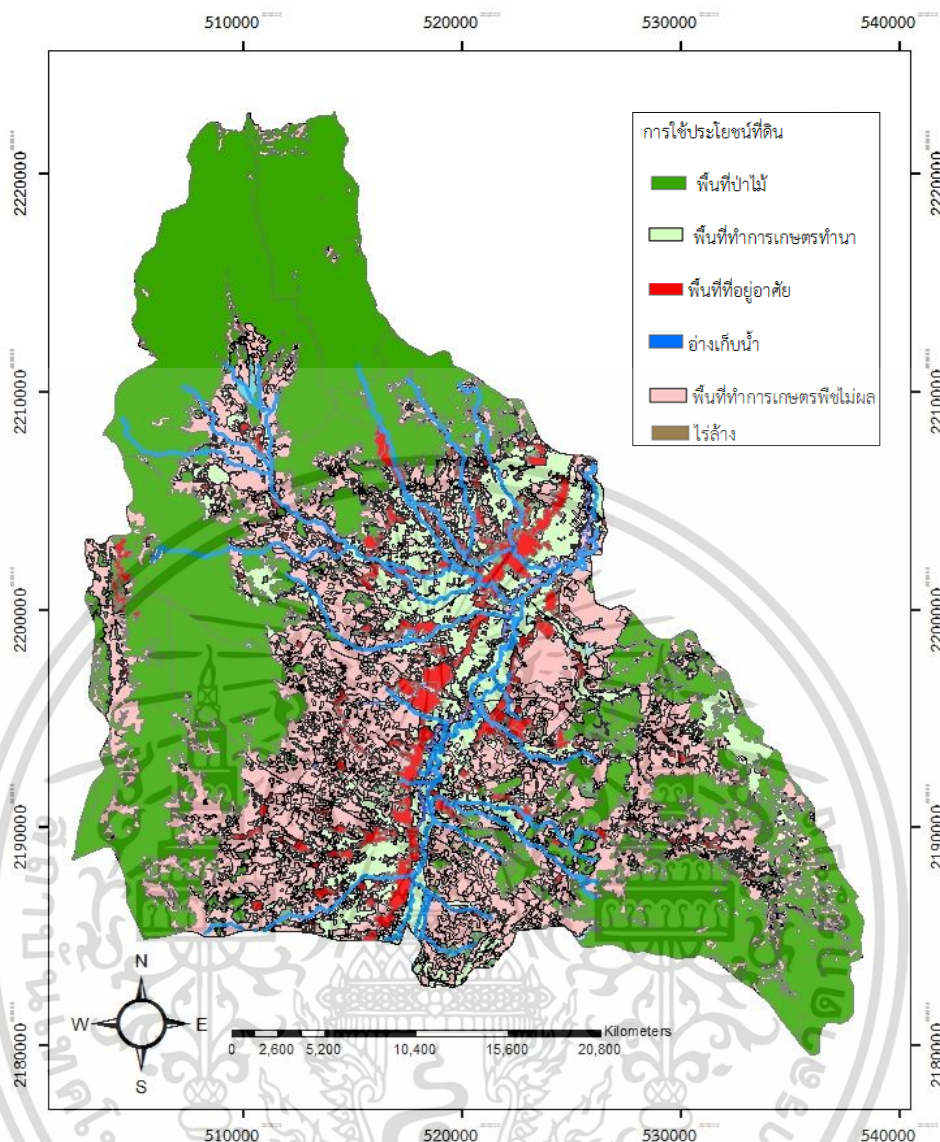 510000 520000 530000 540000
2220000
2210000
2200000
2190000
2180000
2220000
2210000
2200000
2190000
2180000
การใช้ประโยชน์ที่ดิน
พื้นที่ป่าไม้
พื้นที่ทำการเกษตรทำนา
พื้นที่ที่อยู่อาศัย
อ่างเก็บน้ำ
พื้นที่ทำการเกษตรพืชไม่ผล
ไร่ล้าง
N
W E
S
Kilometers
0 2,600 5,200 10,400 15,600 20,800
510000 520000 530000 540000